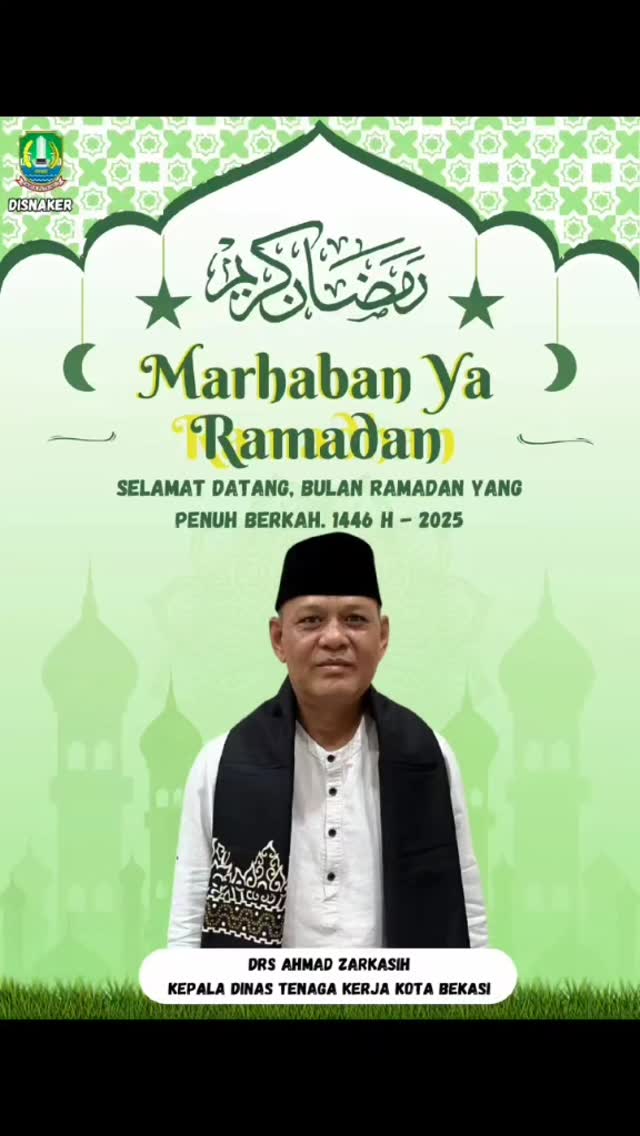 DISNAKER
رمضان كريم
Marhaban Ya
Ramadan
SELAMAT DATANG, BULAN RAMADAN YANG
PENUH BERKAH. 1446 H - 2025
DRS AHMAD ZARKASIH
KEPALA DINAS TENAGA KERJA KOTA BEKASI